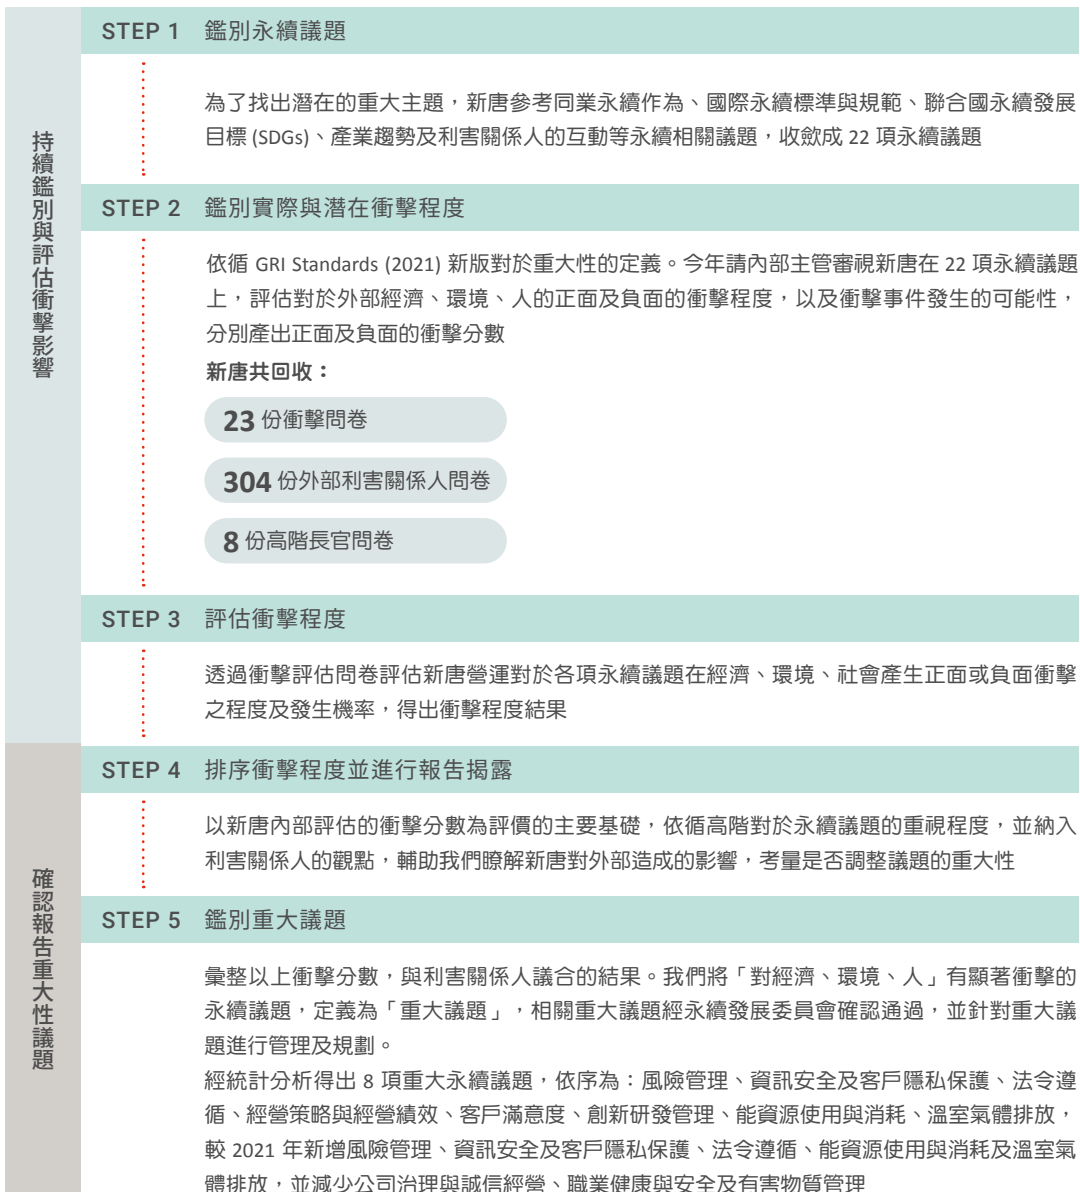 持續鑑別與評估衝擊影響
STEP 1 鑑別永續議題
為了找出潛在的重大主題，新唐參考同業永續作為、國際永續標準與規範、聯合國永續發展
目標 (SDGs)、產業趨勢及利害關係人的互動等永續相關議題，收斂成 22 項永續議題
STEP 2 鑑別實際與潛在衝擊程度
依循 GRI Standards (2021) 新版對於重大性的定義。今年請內部主管審視新唐在 22 項永續議題
上，評估對於外部經濟、環境、人的正面及負面的衝擊程度，以及衝擊事件發生的可能性，
分別產出正面及負面的衝擊分數
新唐共回收：
23 份衝擊問卷
304 份外部利害關係人問卷
8 份高階長官問卷
STEP 3 評估衝擊程度
透過衝擊評估問卷評估新唐營運對於各項永續議題在經濟、環境、社會產生正面或負面衝擊
之程度及發生機率，得出衝擊程度結果
確認報告重大性議題
STEP 4 排序衝擊程度並進行報告揭露
以新唐內部評估的衝擊分數為評價的主要基礎，依循高階對於永續議題的重視程度，並納入
利害關係人的觀點，輔助我們瞭解新唐對外部造成的影響，考量是否調整議題的重大性
STEP 5 鑑別重大議題
彙整以上衝擊分數，與利害關係人議合的結果。我們將「對經濟、環境、人」有顯著衝擊的
永續議題，定義為「重大議題」，相關重大議題經永續發展委員會確認通過，並針對重大議
題進行管理及規劃。
經統計分析得出 8 項重大永續議題，依序為：風險管理、資訊安全及客戶隱私保護、法令遵
循、經營策略與經營績效、客戶滿意度、創新研發管理、能資源使用與消耗、溫室氣體排放，
較 2021 年新增風險管理、資訊安全及客戶隱私保護、法令遵循、能資源使用與消耗及溫室氣
體排放，並減少公司治理與誠信經營、職業健康與安全及有害物質管理